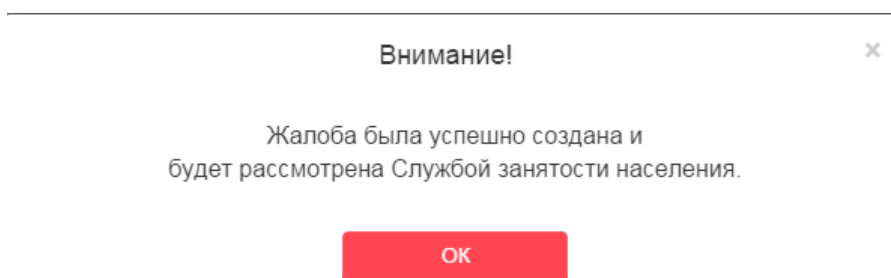 Внимание!
×
Жалоба была успешно создана и
будет рассмотрена Службой занятости населения.
ОК